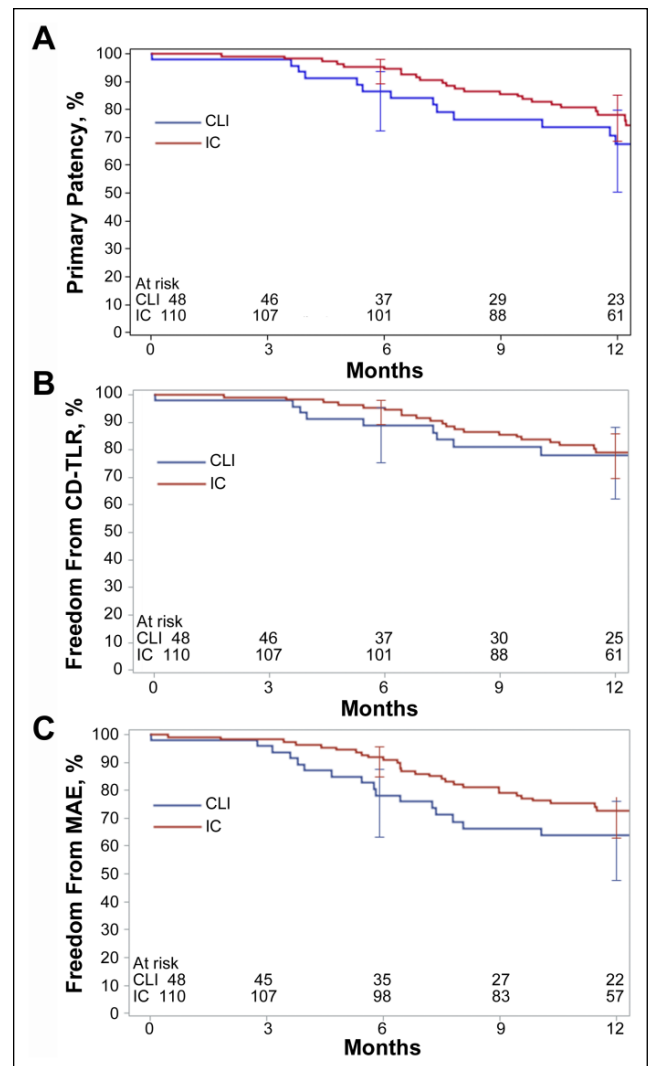 A
Primary Patency, %
100
90
80
70
60
50
40
30
20
10
0
CLI
IC
At risk
CLI 48 46 37 29 23
IC 110 107 101 88 61
0 3 6 9 12
Months
B
Freedom From CD-TLR, %
100
90
80
70
60
50
40
30
20
10
0
CLI
IC
At risk
CLI 48 46 37 30 25
IC 110 107 101 88 61
0 3 6 9 12
Months
C
Freedom From MAE, %
100
90
80
70
60
50
40
30
20
10
0
CLI
IC
At risk
CLI 48 45 35 27 22
IC 110 107 98 83 57
0 3 6 9 12
Months